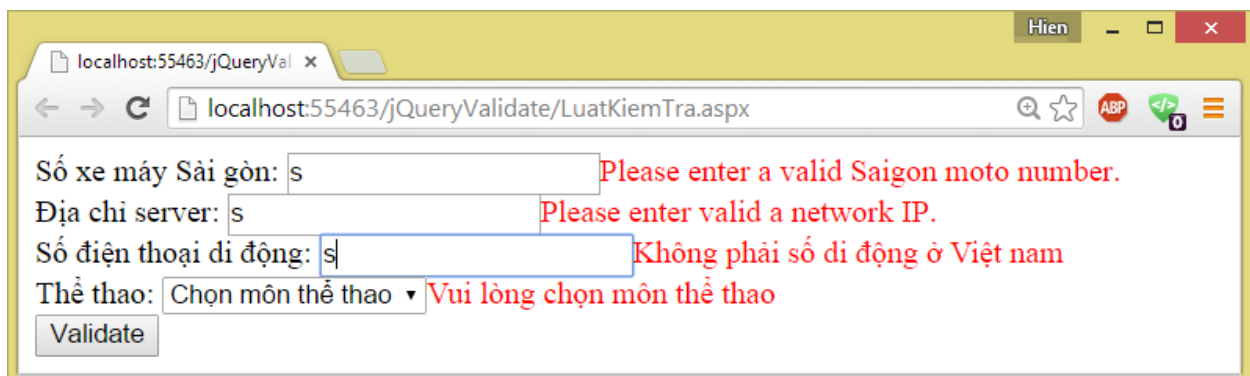 Hien
localhost:55463/jQueryVal
localhost:55463/jQueryValidate/LuatKiemTra.aspx
ABP
0
Số xe máy Sài gòn: s Please enter a valid Saigon moto number.
Địa chỉ server: s Please enter valid a network IP.
Số điện thoại di động: s Không phải số di động ở Việt nam
Thể thao: Chọn môn thể thao Vui lòng chọn môn thể thao
Validate